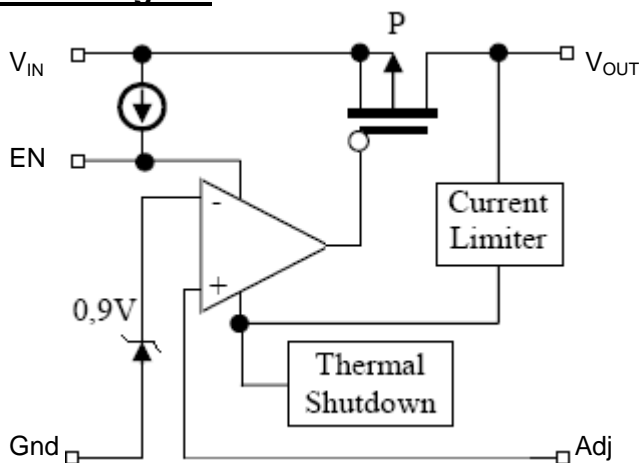 P
V_IN
V_OUT
EN
-
Current
Limiter
+
0,9V
Thermal
Shutdown
Gnd
Adj